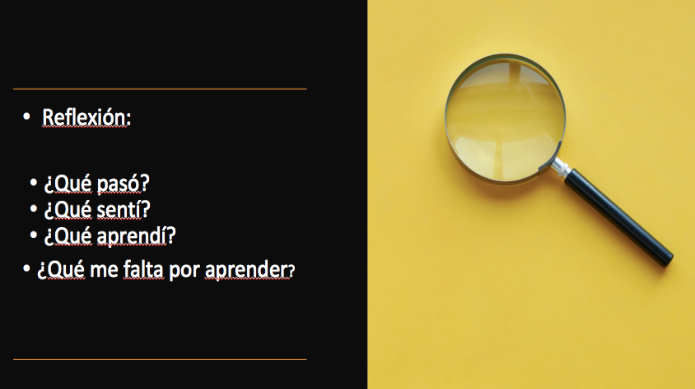 • Reflexión:
• ¿Qué pasó?
• ¿Qué sentí?
• ¿Qué aprendí?
• ¿Qué me falta por aprender?